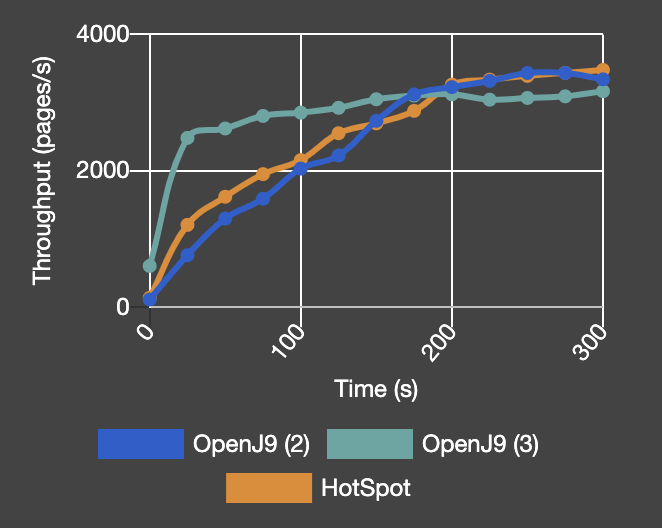 Throughput (pages/s)
4000
2000
0
0
100
200
300
Time (s)
OpenJ9 (2)
OpenJ9 (3)
HotSpot